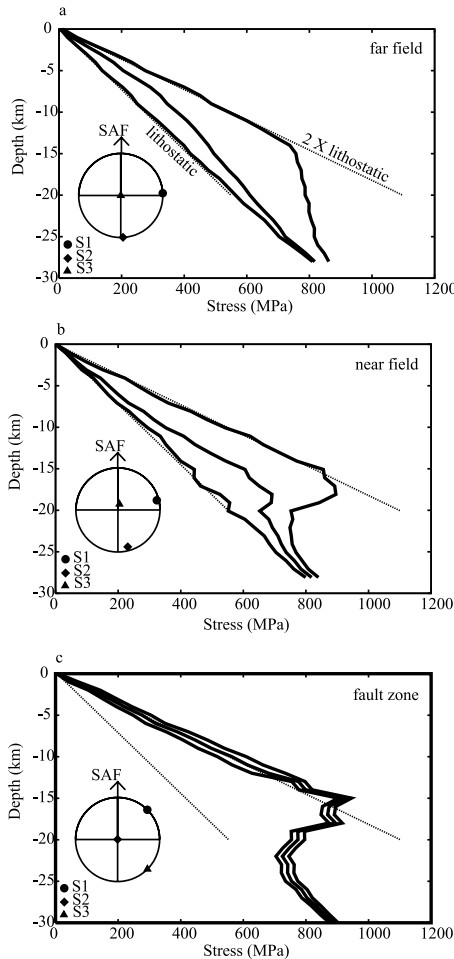 a
0
far field
-5
-10
SAF
lithostatic
2 X lithostatic
-15
-20
-25
S1
S2
S3
-30
0 200 400 600 800 1000 1200
Depth (km)
Stress (MPa)
b
0
near field
-5
-10
SAF
-15
-20
-25
S1
S2
S3
-30
0 200 400 600 800 1000 1200
Depth (km)
Stress (MPa)
c
0
fault zone
-5
-10
SAF
-15
-20
-25
S1
S2
S3
-30
0 200 400 600 800 1000 1200
Depth (km)
Stress (MPa)